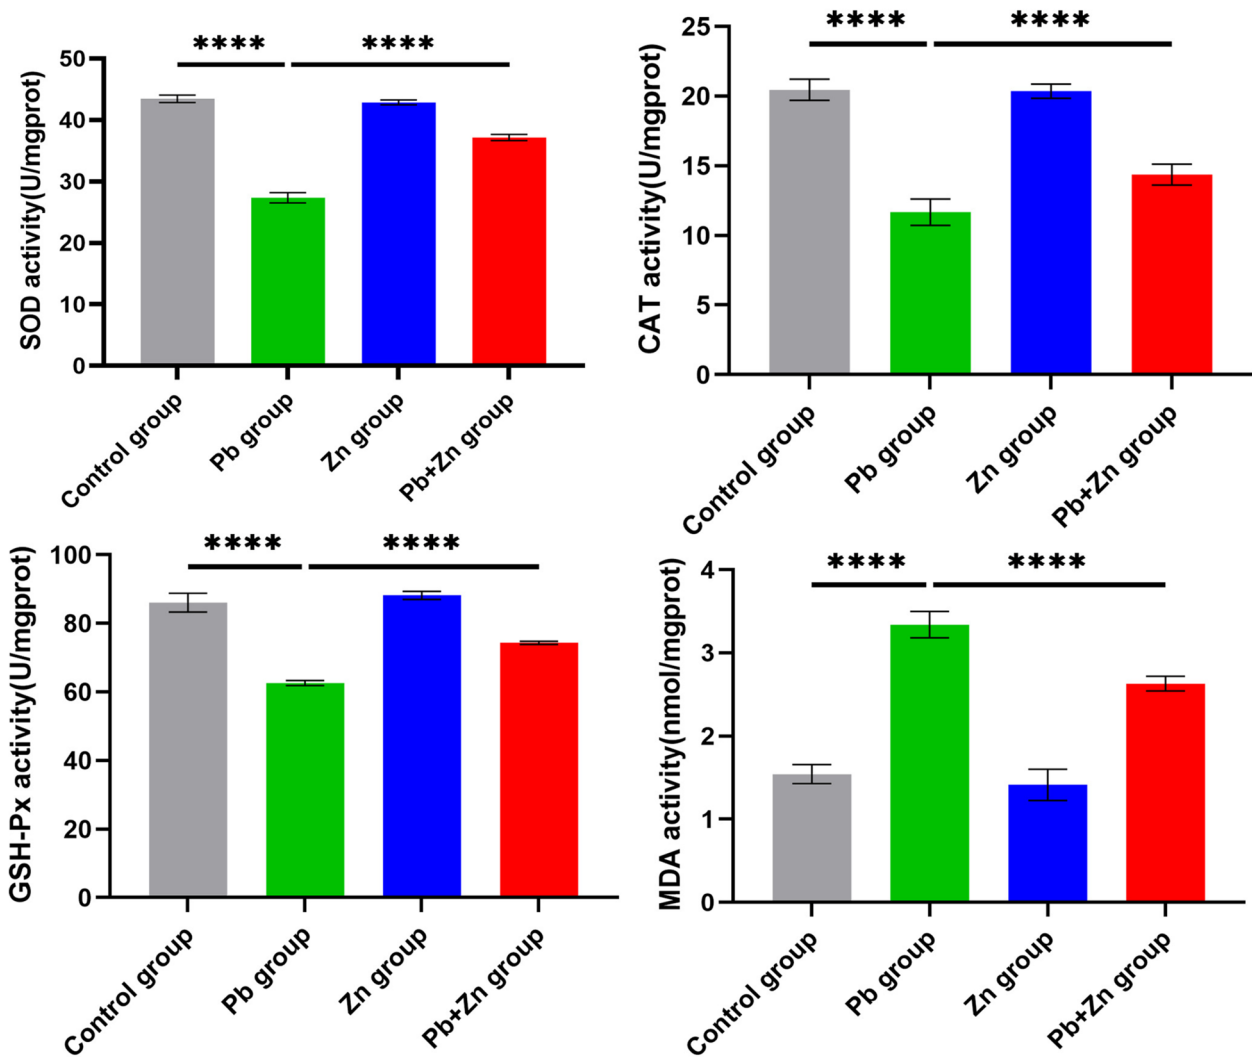 **** ****
SOD activity(U/mgprot)
50
40
30
20
10
0
Control group
Pb group
Zn group
Pb+Zn group
**** ****
CAT activity(U/mgprot)
25
20
15
10
5
0
Control group
Pb group
Zn group
Pb+Zn group
**** ****
GSH-Px activity(U/mgprot)
100
80
60
40
20
0
Control group
Pb group
Zn group
Pb+Zn group
**** ****
MDA activity(nmol/mgprot)
4
3
2
1
0
Control group
Pb group
Zn group
Pb+Zn group